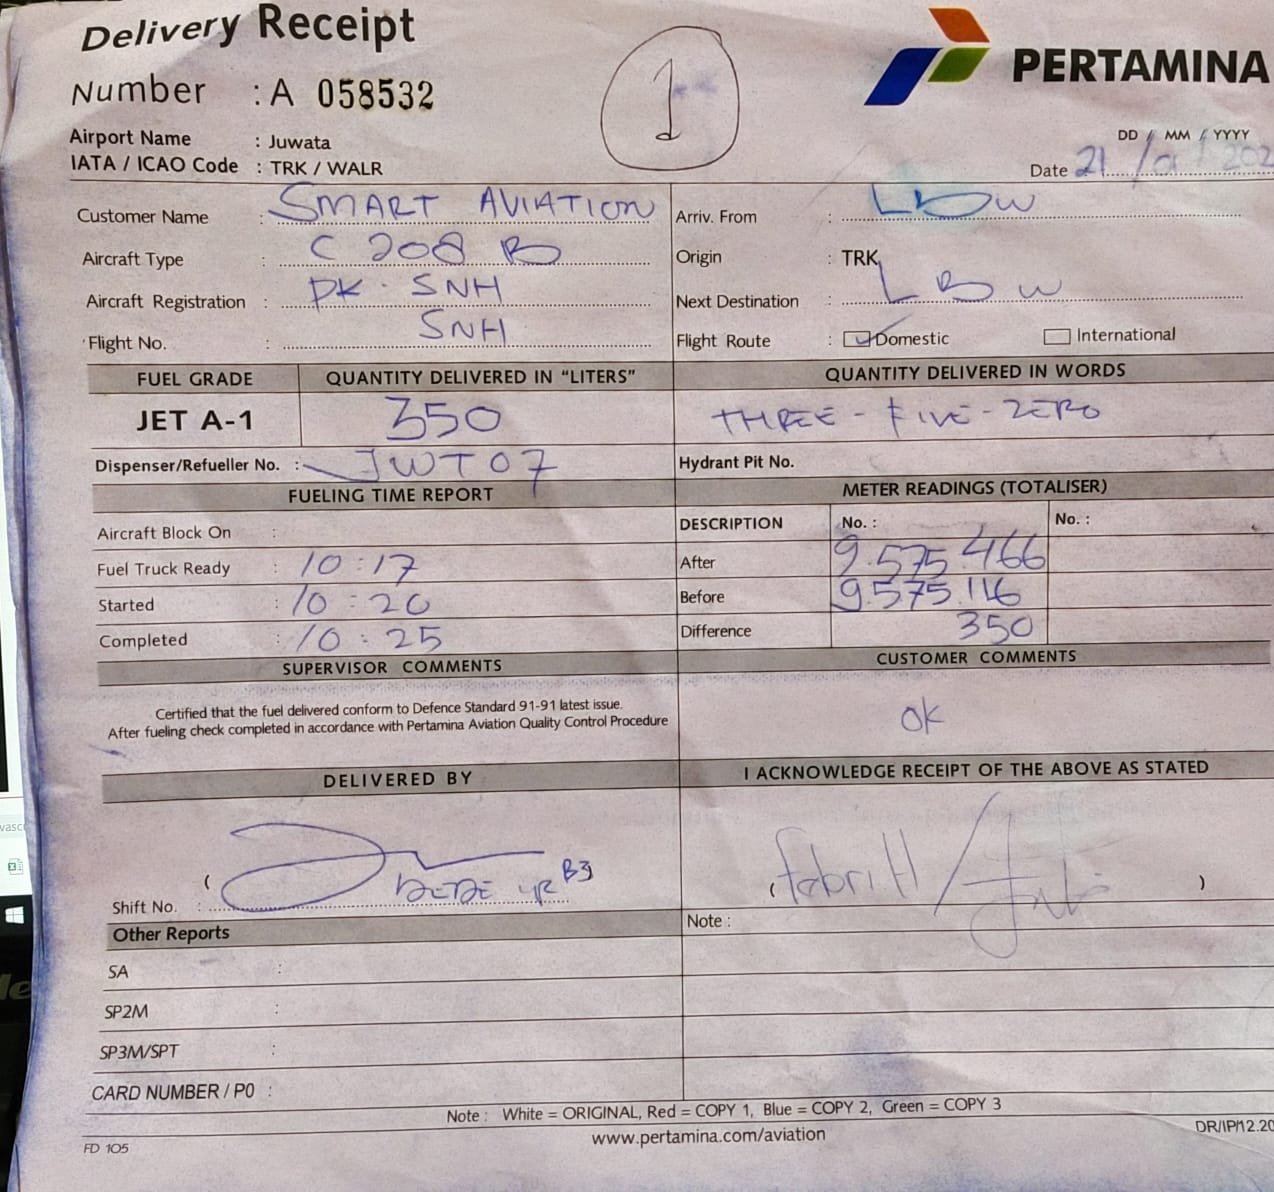 Delivery Receipt
PERTAMINA
Number : A 058532
1
Airport Name : Juwata
IATA / ICAO Code : TRK / WALR
DD / MM / YYYY
Date 21 / 01 / 202
Customer Name : SMART AVIATION
Arriv. From : LBW
Aircraft Type : C 208 B
Origin : TRK
Aircraft Registration : PK - SNH
Next Destination : LBW
Flight No. : SNH
Flight Route : Domestic International
FUEL GRADE QUANTITY DELIVERED IN "LITERS" QUANTITY DELIVERED IN WORDS
JET A-1 350 THREE - FIVE - ZERO
Dispenser/Refueller No. : JWT 07
Hydrant Pit No.
FUELING TIME REPORT
METER READINGS (TOTALISER)
Aircraft Block On :
DESCRIPTION No. : No. :
Fuel Truck Ready : 10 : 17
After 9.575.466
Started : 10 : 20
Before 9.575.116
Completed : 10 : 25
Difference 350
SUPERVISOR COMMENTS
CUSTOMER COMMENTS
Certified that the fuel delivered conform to Defence Standard 91-91 latest issue.
After fueling check completed in accordance with Pertamina Aviation Quality Control Procedure
OK
DELIVERED BY
I ACKNOWLEDGE RECEIPT OF THE ABOVE AS STATED
Shift No. : ( DEDE YR B3
( )
Other Reports
Note :
SA :
SP2M :
SP3M/SPT :
CARD NUMBER / PO :
Note : White = ORIGINAL, Red = COPY 1, Blue = COPY 2, Green = COPY 3
FD 105
www.pertamina.com/aviation
DR/IP/12.20